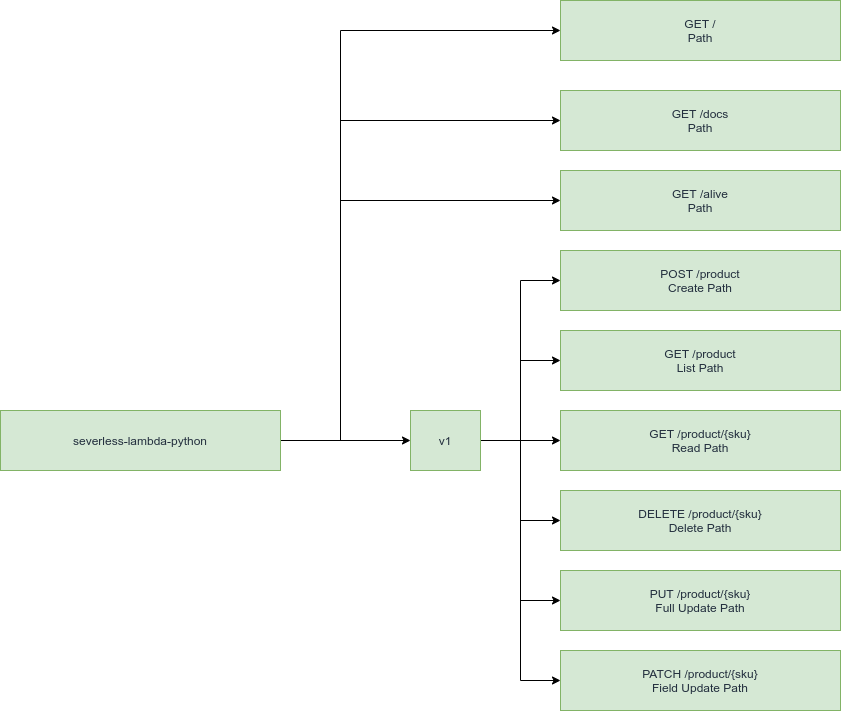 GET /
Path
GET /docs
Path
GET /alive
Path
POST /product
Create Path
GET /product
List Path
severless-lambda-python
v1
GET /product/{sku}
Read Path
DELETE /product/{sku}
Delete Path
PUT /product/{sku}
Full Update Path
PATCH /product/{sku}
Field Update Path